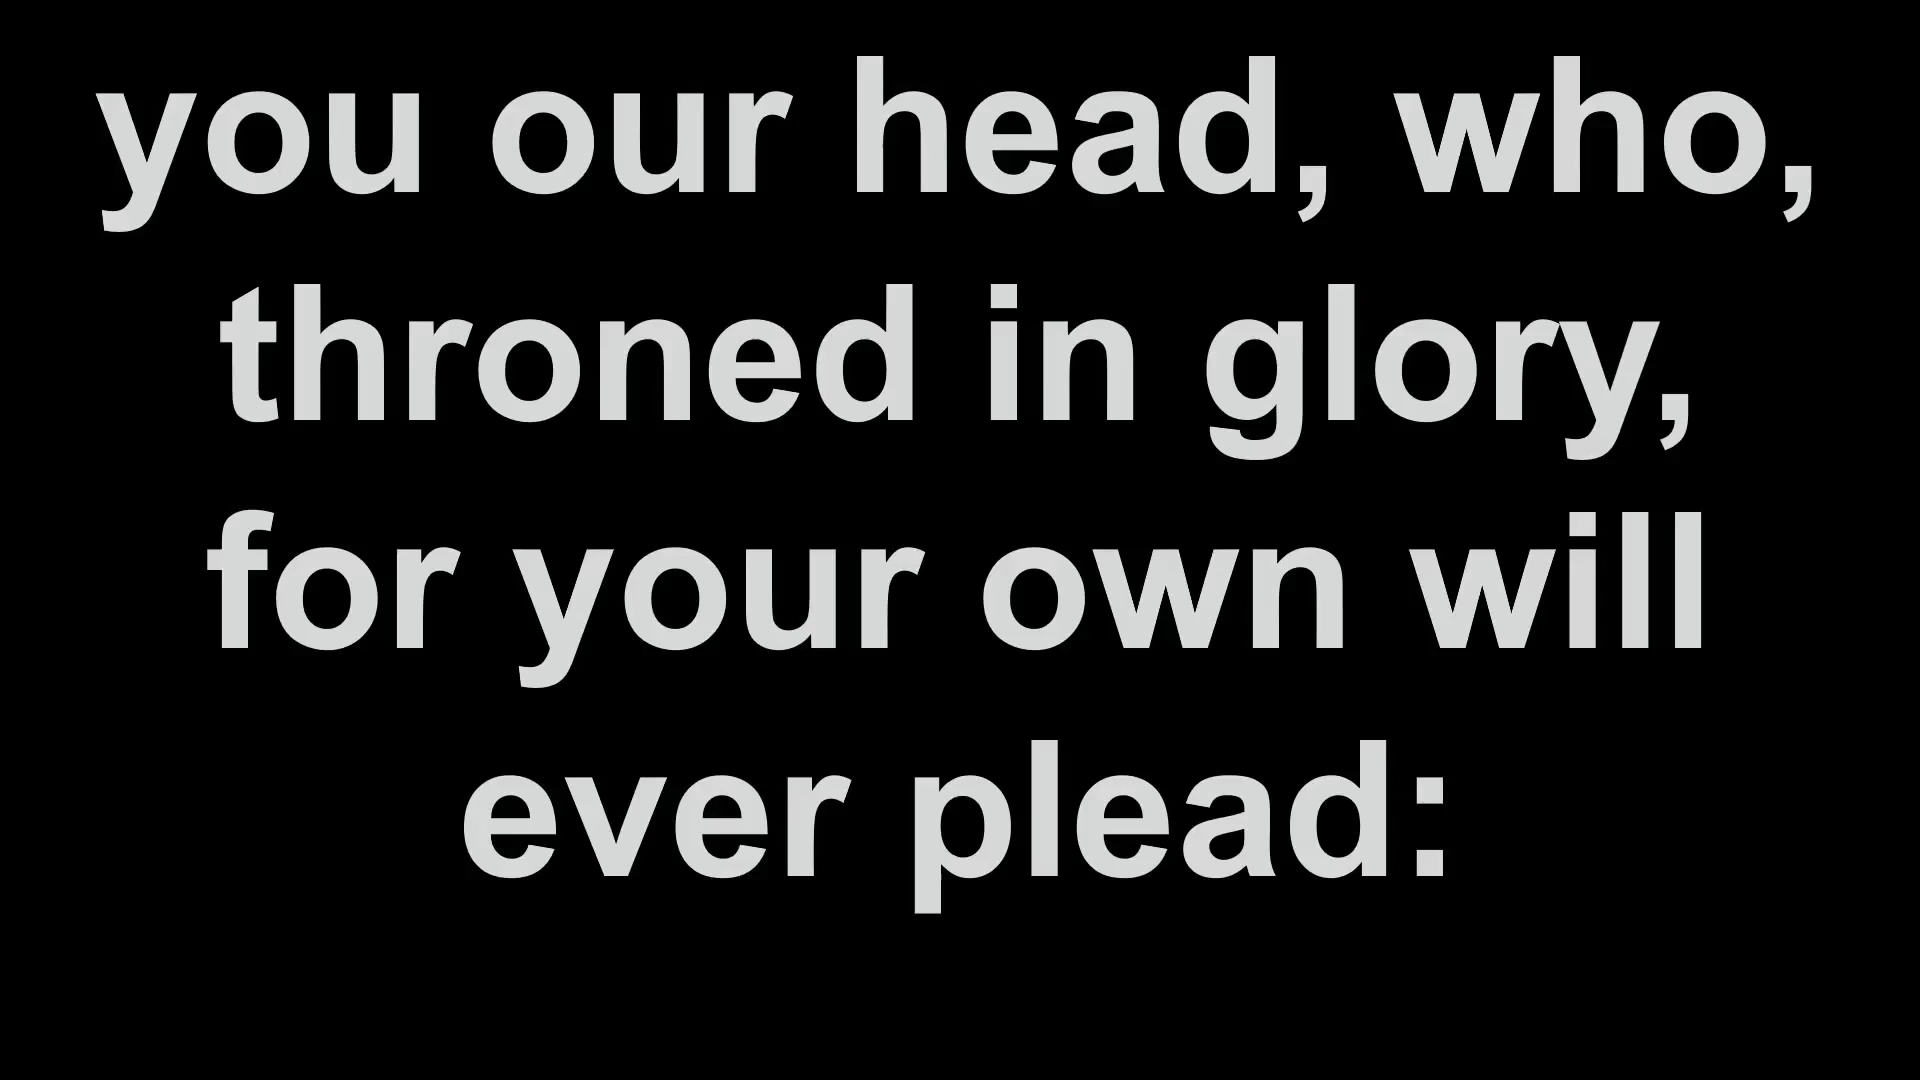 you our head, who,
throned in glory,
for your own will
ever plead: